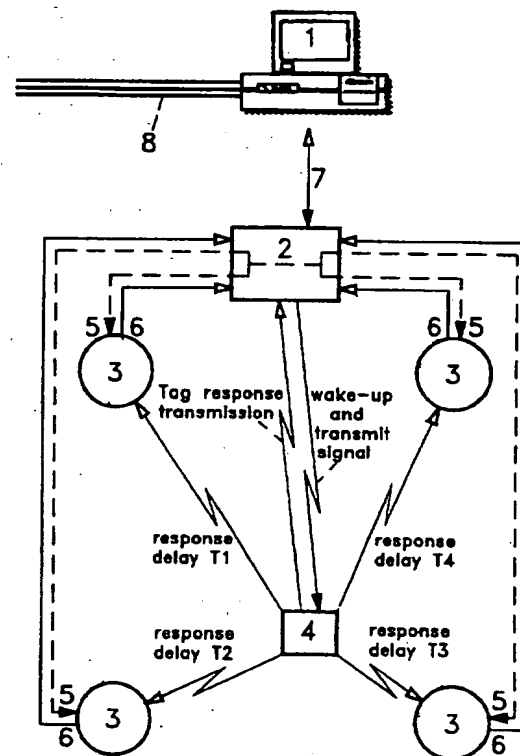 1
8
7
2
5 6
6 5
3
3
Tag response
transmission
wake-up
and
transmit
signal
response
delay T1
response
delay T4
4
response
delay T2
response
delay T3
5
6
3
3
5
6